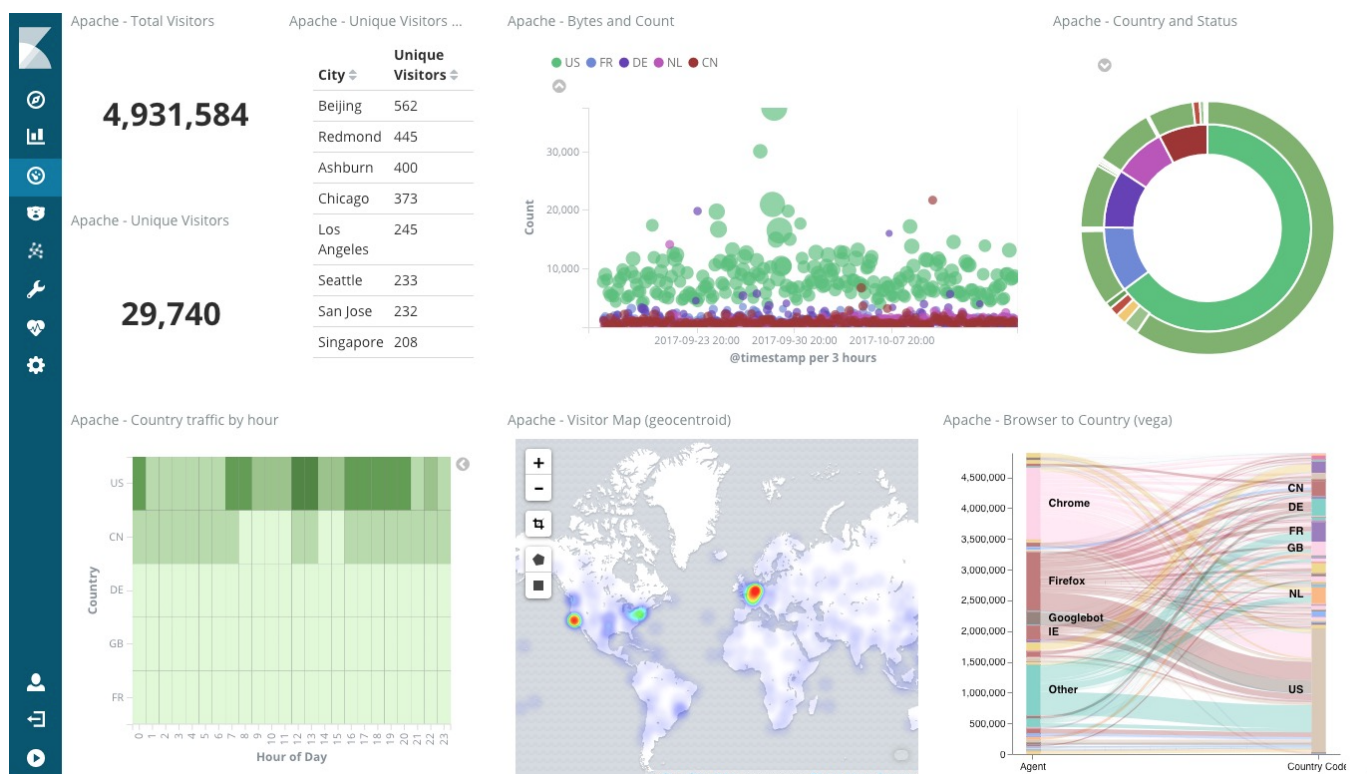 Apache - Total Visitors
4,931,584
Apache - Unique Visitors
29,740
Apache - Unique Visitors ...
City Unique Visitors
Beijing 562
Redmond 445
Ashburn 400
Chicago 373
Los Angeles 245
Seattle 233
San Jose 232
Singapore 208
Apache - Bytes and Count
US FR DE NL CN
Count
30,000
20,000
10,000
2017-09-23 20:00 2017-09-30 20:00 2017-10-07 20:00
@timestamp per 3 hours
Apache - Country and Status
Apache - Country traffic by hour
Country
US
CN
DE
GB
FR
0 1 2 3 4 5 6 7 8 9 10 11 12 13 14 15 16 17 18 19 20 21 22 23
Hour of Day
Apache - Visitor Map (geocentroid)
Apache - Browser to Country (vega)
4,500,000
4,000,000
3,500,000
3,000,000
2,500,000
2,000,000
1,500,000
1,000,000
500,000
0
Chrome
Firefox
Googlebot
IE
Other
CN
DE
FR
GB
NL
US
Agent
Country Code